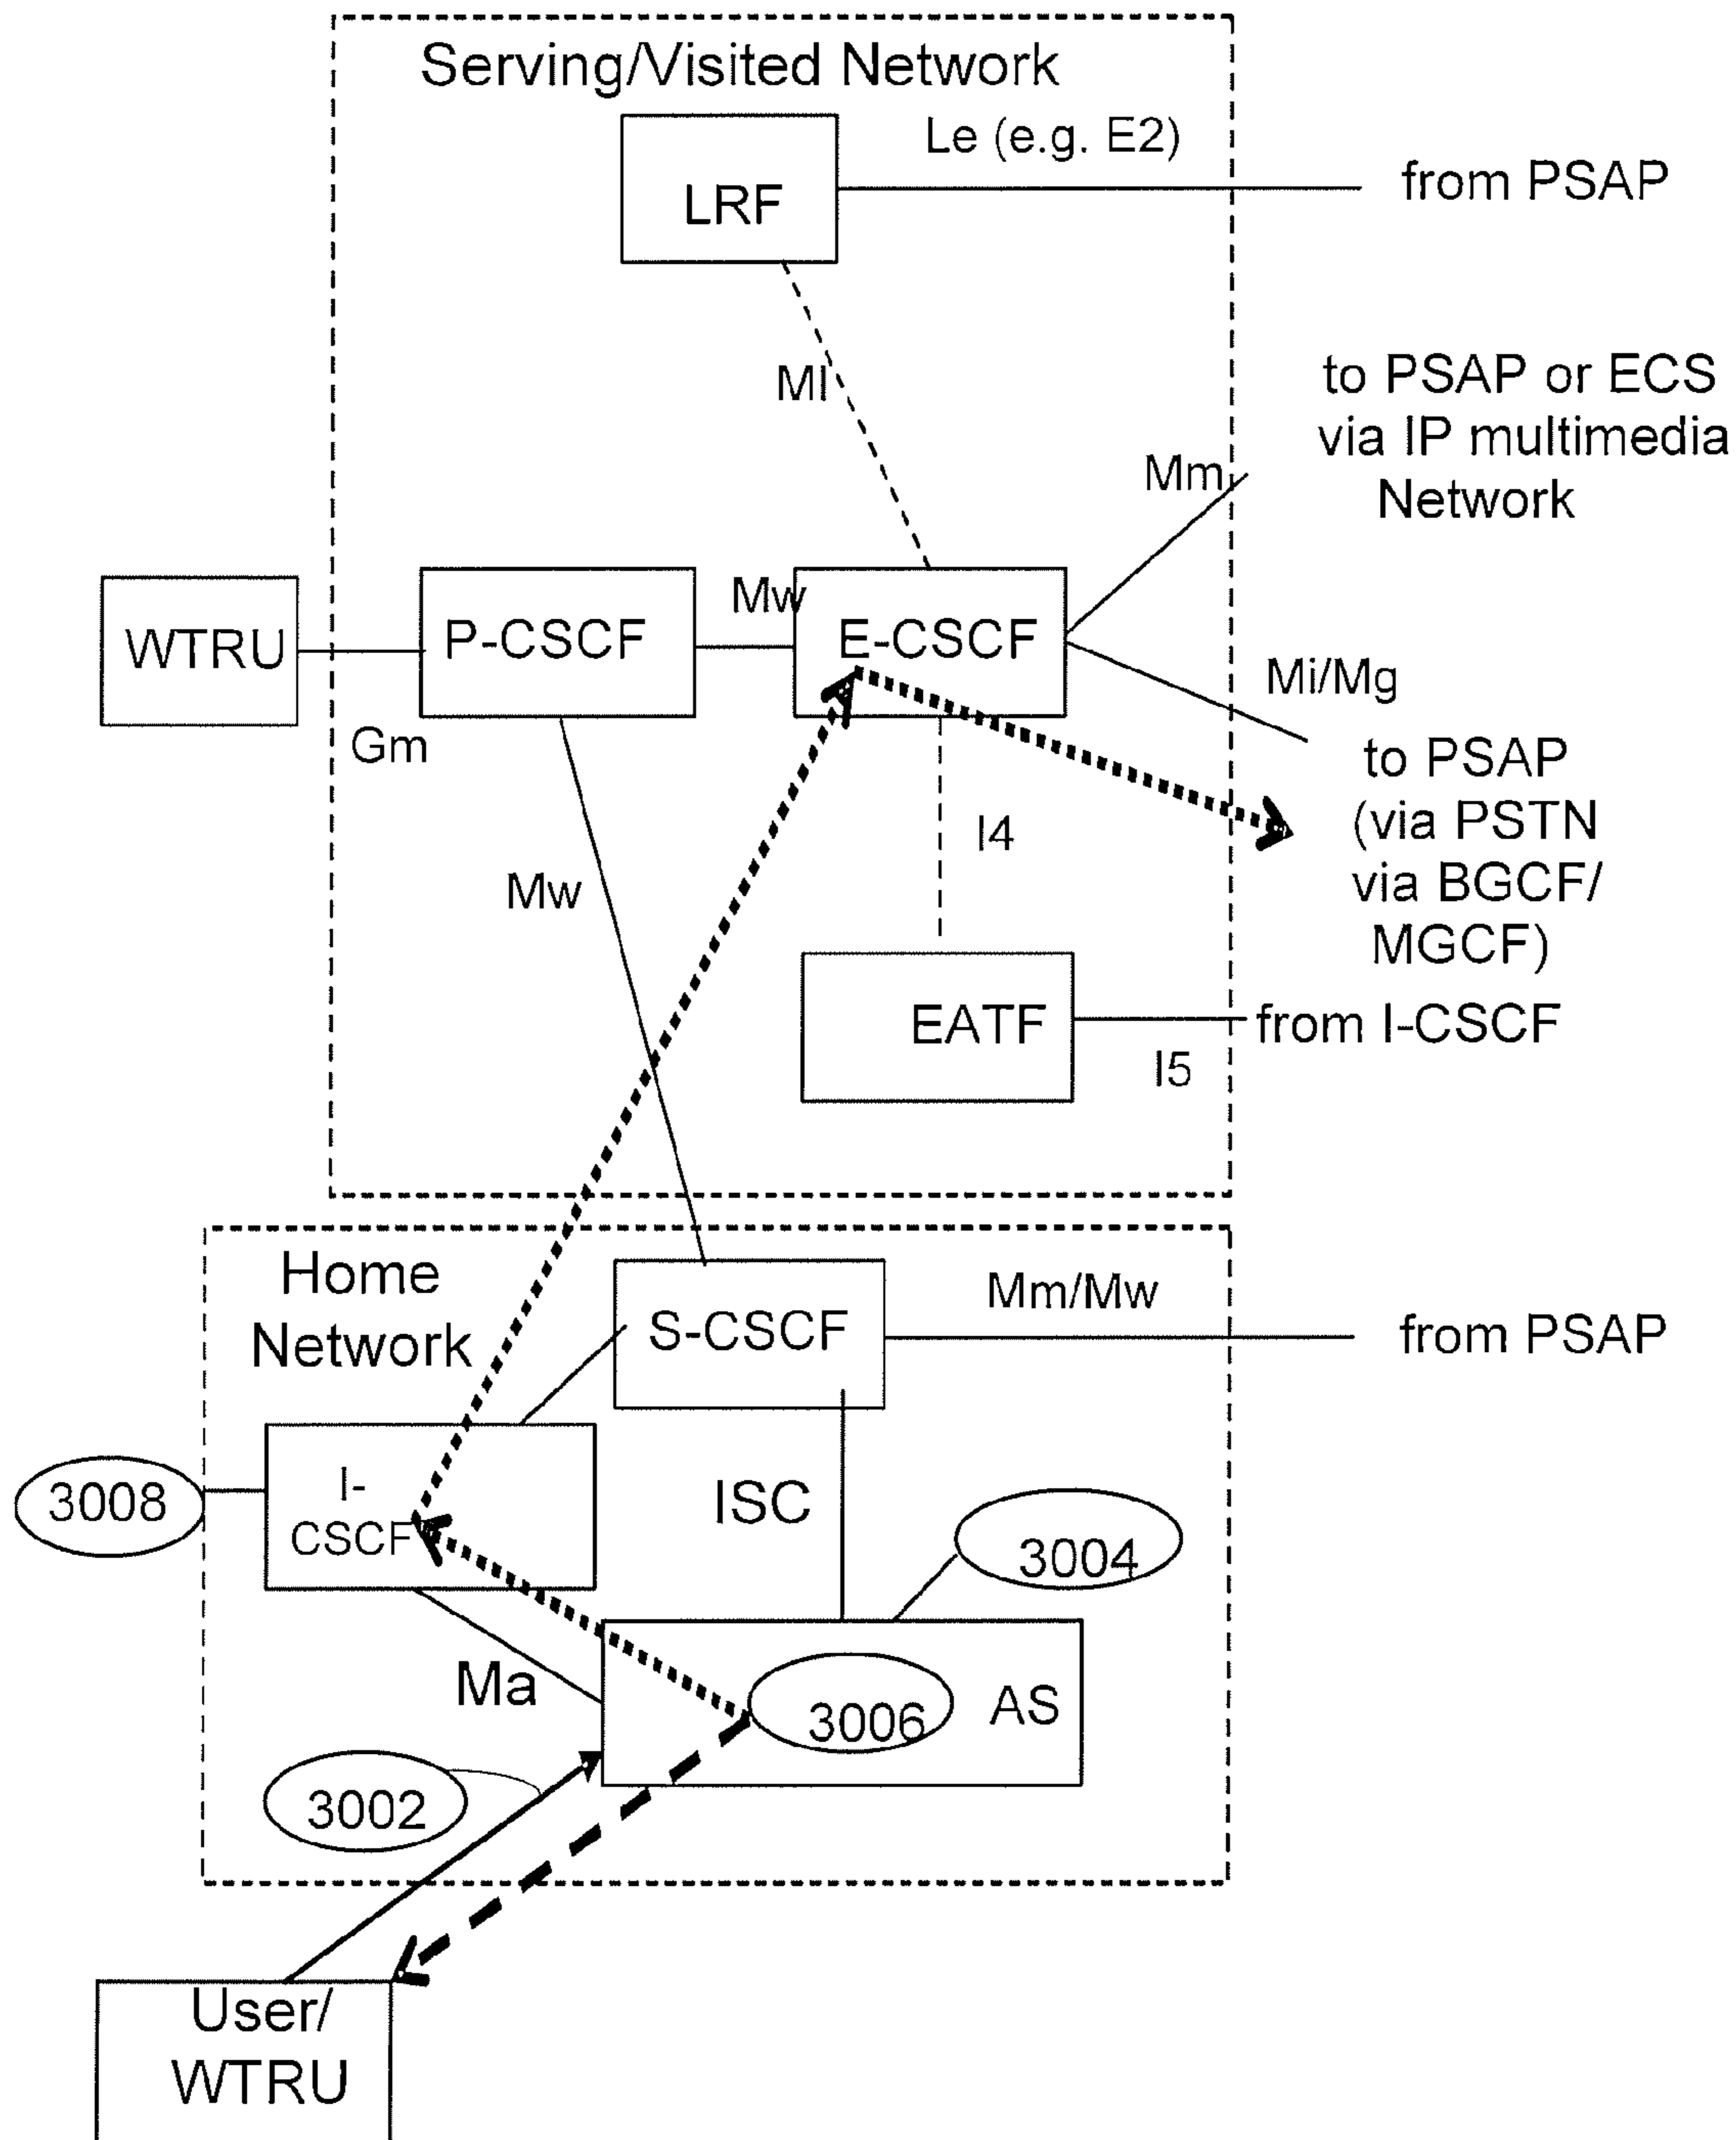 Serving/Visited Network
Le (e.g. E2)
from PSAP
LRF
Ml
to PSAP or ECS
via IP multimedia
Network
Mm
WTRU
P-CSCF
Mw
E-CSCF
Mi/Mg
Gm
to PSAP
(via PSTN
via BGCF/
MGCF)
I4
Mw
EATF
from I-CSCF
I5
Home
Network
S-CSCF
Mm/Mw
from PSAP
3008
I-
CSCF
ISC
3004
Ma
3006
AS
3002
User/
WTRU